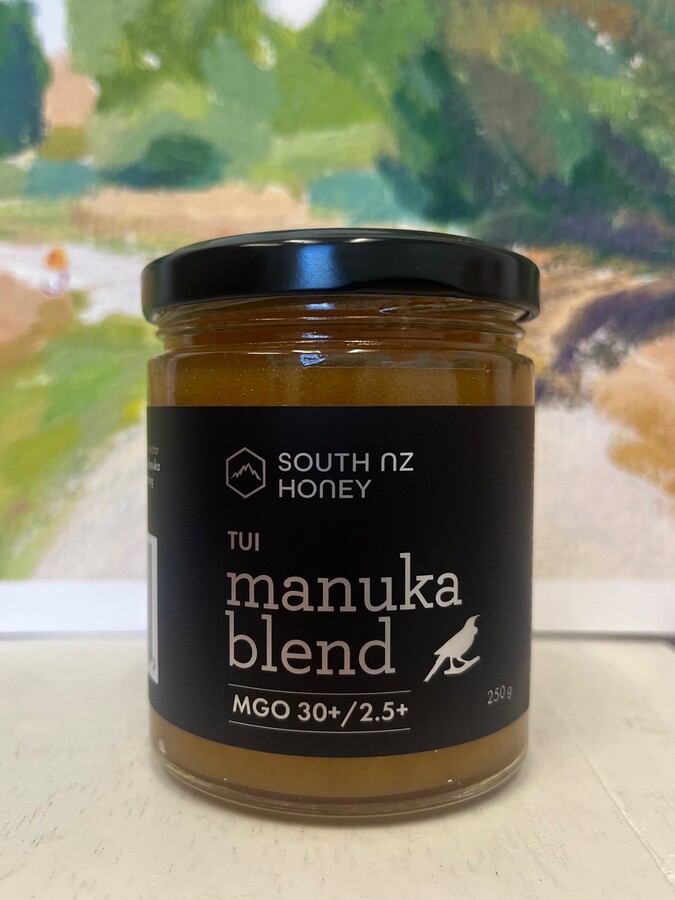 SOUTH NZ
HONEY
TUI
manuka
blend
MGO 30+/2.5+
250g